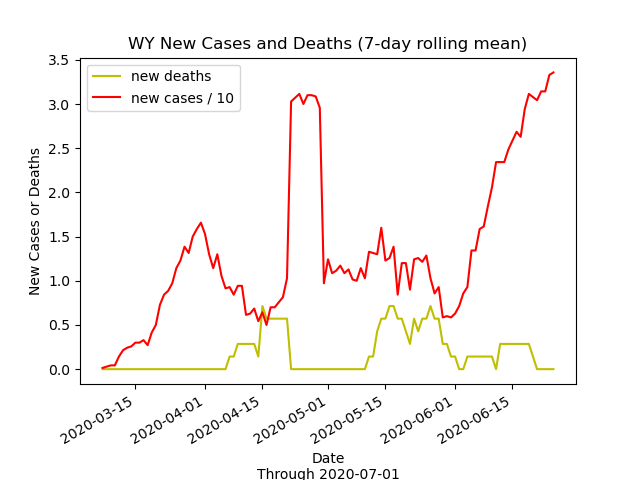 WY New Cases and Deaths (7-day rolling mean)
3.5
3.0
2.5
2.0
1.5
1.0
0.5
0.0
New Cases or Deaths
new deaths
new cases / 10
2020-03-15
2020-04-01
2020-04-15
2020-05-01
2020-05-15
2020-06-01
2020-06-15
Date
Through 2020-07-01